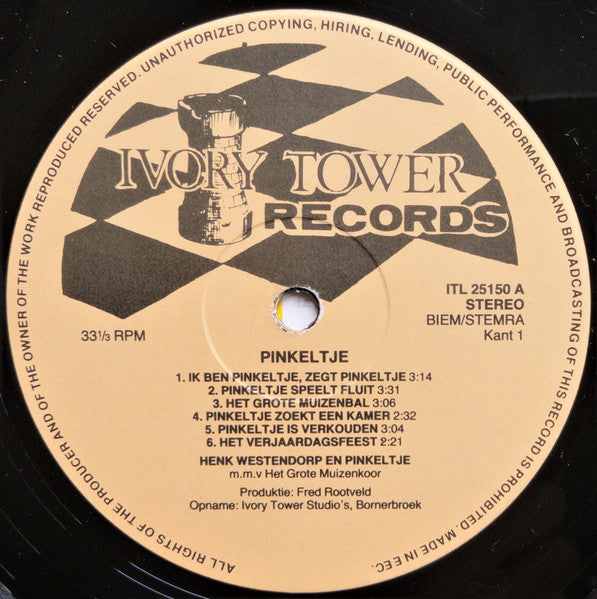 ALL RIGHTS OF THE PRODUCER AND OF THE OWNER OF THE WORK REPRODUCED RESERVED. UNAUTHORIZED COPYING, HIRING, LENDING, PUBLIC PERFORMANCE AND BROADCASTING OF THIS RECORD IS PROHIBITED. MADE IN EEC.
IVORY TOWER
RECORDS
ITL 25150 A
STEREO
BIEM/STEMRA
Kant 1
33 1/3 RPM
PINKELTJE
1. IK BEN PINKELTJE, ZEGT PINKELTJE 3:14
2. PINKELTJE SPEELT FLUIT 3:31
3. HET GROTE MUIZENBAL 3:06
4. PINKELTJE ZOEKT EEN KAMER 2:32
5. PINKELTJE IS VERKOUDEN 3:04
6. HET VERJAARDAGSFEEST 2:21
HENK WESTENDORP EN PINKELTJE
m.m.v Het Grote Muizenkoor
Produktie: Fred Rootveld
Opname: Ivory Tower Studio's, Bornerbroek